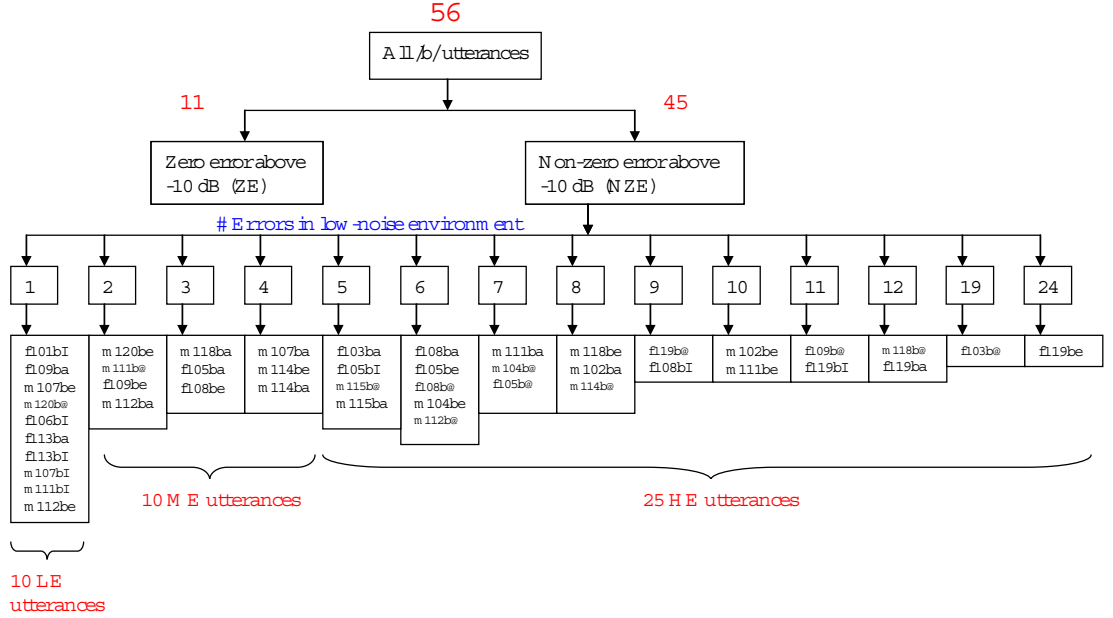 56
All /b/ utterances
11
45
Zero error above
-10 dB (ZE)
Non-zero error above
-10 dB (NZE)
# Errors in low-noise environment
1
2
3
4
5
6
7
8
9
10
11
12
19
24
f101bI
f109ba
m107be
m120b@
f106bI
f113ba
f113bI
m107bI
m111bI
m112be
m120be
m111b@
f109be
m112ba
m118ba
f105ba
f108be
m107ba
m114be
m114ba
f103ba
f105bI
m115b@
m115ba
f108ba
f105be
f108b@
m104be
m112b@
m111ba
m104b@
f105b@
m118be
m102ba
m114b@
f119b@
f108bI
m102be
m111be
f109b@
f119bI
m118b@
f119ba
f103b@
f119be
10 ME utterances
25 HE utterances
10 LE
utterances